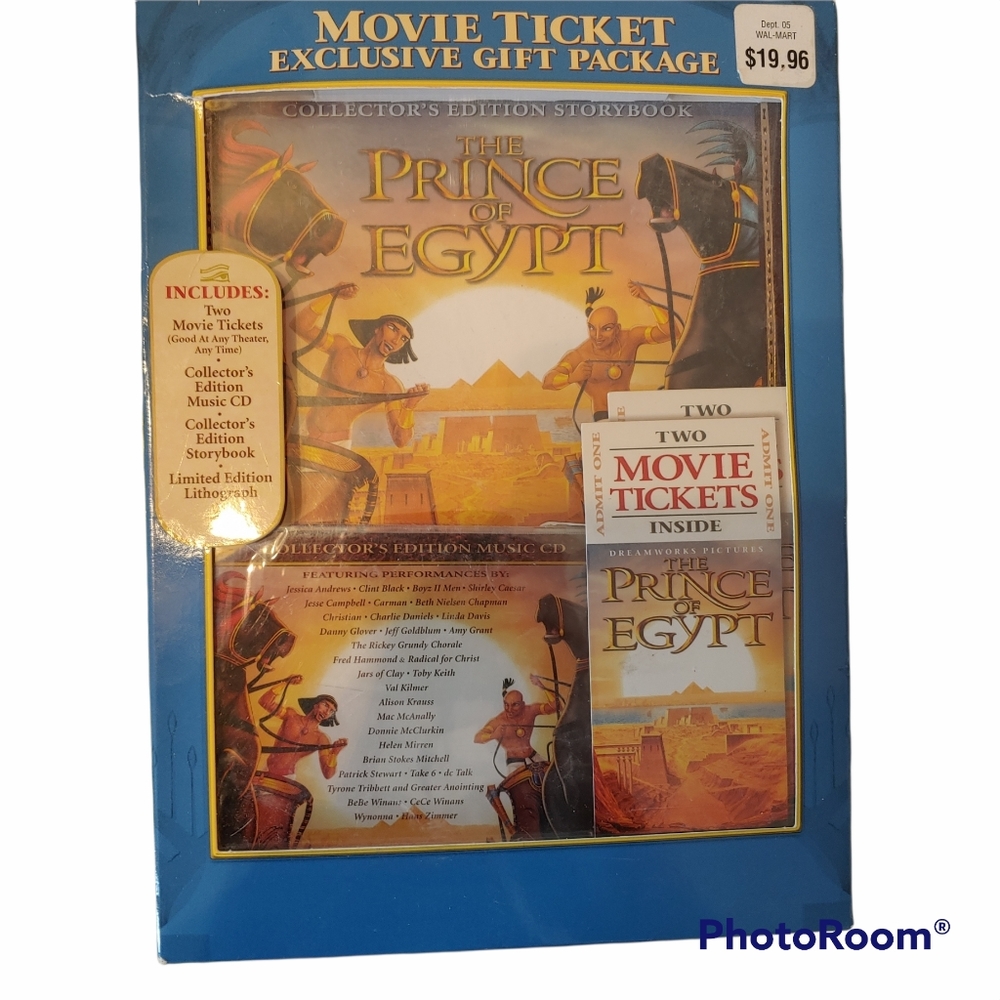 MOVIE TICKET
EXCLUSIVE GIFT PACKAGE
Dept. 05
WAL-MART
$19.96
COLLECTOR'S EDITION STORYBOOK
THE
PRINCE
OF
EGYPT
INCLUDES:
Two
Movie Tickets
(Good At Any Theater,
Any Time)
•
Collector's
Edition
Music CD
•
Collector's
Edition
Storybook
•
Limited Edition
Lithograph
TWO
TWO
MOVIE
TICKETS
INSIDE
ADMIT ONE
ADMIT ONE
DREAMWORKS PICTURES
THE
PRINCE
OF
EGYPT
COLLECTOR'S EDITION MUSIC CD
FEATURING PERFORMANCES BY:
Jessica Andrews • Clint Black • Boyz II Men • Shirley Caesar
Jesse Campbell • Carman • Beth Nielsen Chapman
Christian • Charlie Daniels • Linda Davis
Danny Glover • Jeff Goldblum • Amy Grant
The Rickey Grundy Chorale
Fred Hammond & Radical for Christ
Jars of Clay • Toby Keith
Val Kilmer
Alison Krauss
Mac McAnally
Donnie McClurkin
Helen Mirren
Brian Stokes Mitchell
Patrick Stewart • Take 6 • dc Talk
Tyrone Tribbett and Greater Anointing
BeBe Winans • CeCe Winans
Wynonna • Hans Zimmer
PhotoRoom®